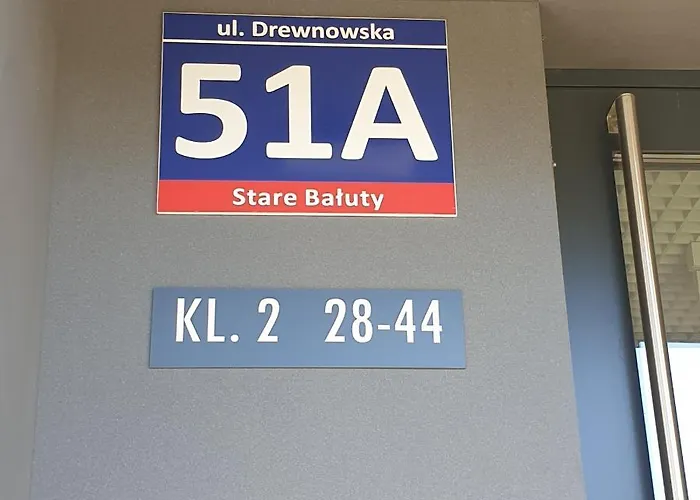 ul. Drewnowska
51A
Stare Bałuty
KL. 2 28-44